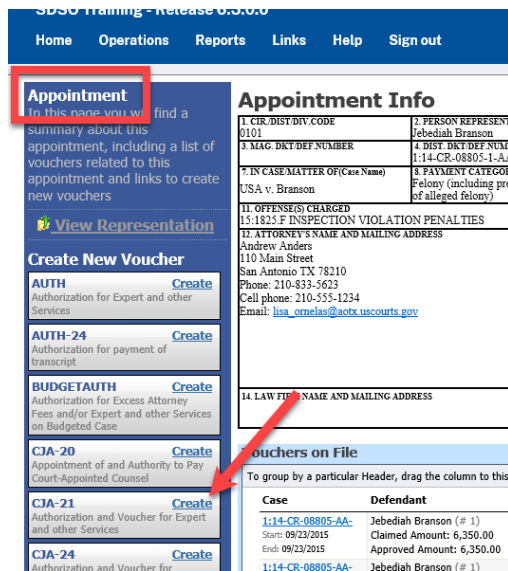 SDSO Training - Release 6.3.0.0
Home Operations Reports Links Help Sign out
Appointment
In this page you will find a
summary about this
appointment, including a list of
vouchers related to this
appointment and links to create
new vouchers
View Representation
Create New Voucher
AUTH Create
Authorization for Expert and other
Services
AUTH-24 Create
Authorization for payment of
transcript
BUDGETAUTH Create
Authorization for Excess Attorney
Fees and/or Expert and other Services
on Budgeted Case
CJA-20 Create
Appointment of and Authority to Pay
Court-Appointed Counsel
CJA-21 Create
Authorization and Voucher for Expert
and other Services
CJA-24 Create
Authorization and Voucher for
Appointment Info
1. CIR./DIST/DIV.CODE
0101
2. PERSON REPRESENT
Jebediah Branson
3. MAG. DKT/DEF.NUMBER
4. DIST. DKT/DEF.NUM
1:14-CR-08805-1-AA
7. IN CASE/MATTER OF(Case Name)
USA v. Branson
8. PAYMENT CATEGOR
Felony (including pre
of alleged felony)
11. OFFENSE(S) CHARGED
15:1825.F INSPECTION VIOLATION PENALTIES
12. ATTORNEY'S NAME AND MAILING ADDRESS
Andrew Anders
110 Main Street
San Antonio TX 78210
Phone: 210-833-5623
Cell phone: 210-555-1234
Email: lisa_ornelas@aotx.uscourts.gov
14. LAW FIRM NAME AND MAILING ADDRESS
Vouchers on File
To group by a particular Header, drag the column to this
Case Defendant
1:14-CR-08805-AA- Jebediah Branson (# 1)
Start: 09/23/2015 Claimed Amount: 6,350.00
End: 09/23/2015 Approved Amount: 6,350.00
1:14-CR-08805-AA- Jebediah Branson (# 1)